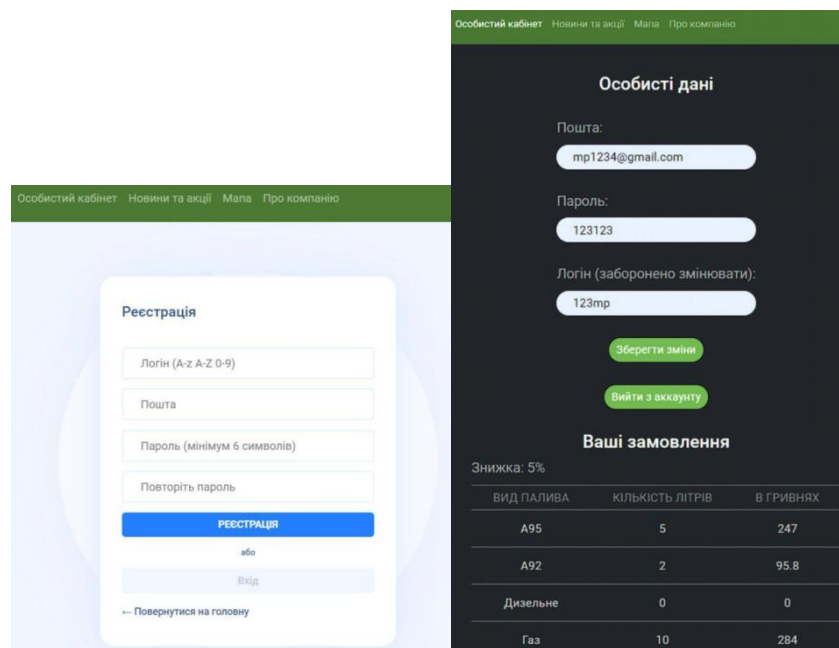 Особистий кабінет Новини та акції Мапа Про компанію
Реєстрація
Логін (A-z A-Z 0-9)
Пошта
Пароль (мінімум 6 символів)
Повторіть пароль
РЕЄСТРАЦІЯ
або
Вхід
← Повернутися на головну
Особистий кабінет Новини та акції Мапа Про компанію
Особисті дані
Пошта:
mp1234@gmail.com
Пароль:
123123
Логін (заборонено змінювати):
123mp
Зберегти зміни
Вийти з аккаунту
Ваші замовлення
Знижка: 5%
ВИД ПАЛИВА КІЛЬКІСТЬ ЛІТРІВ В ГРИВНЯХ
А95 5 247
А92 2 95.8
Дизельне 0 0
Газ 10 284